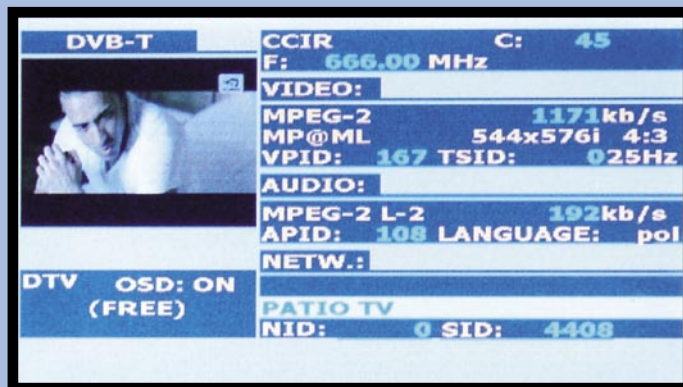 DVB-T
CCIR C: 45
F: 666.00 MHz
VIDEO:
MPEG-2 1171kb/s
MP@ML 544x576i 4:3
VPID: 167 TSID: 025Hz
AUDIO:
MPEG-2 L-2 192kb/s
APID: 108 LANGUAGE: pol
NETW.:
DTV OSD: ON
(FREE)
PATIO TV
NID: 0 SID: 4408